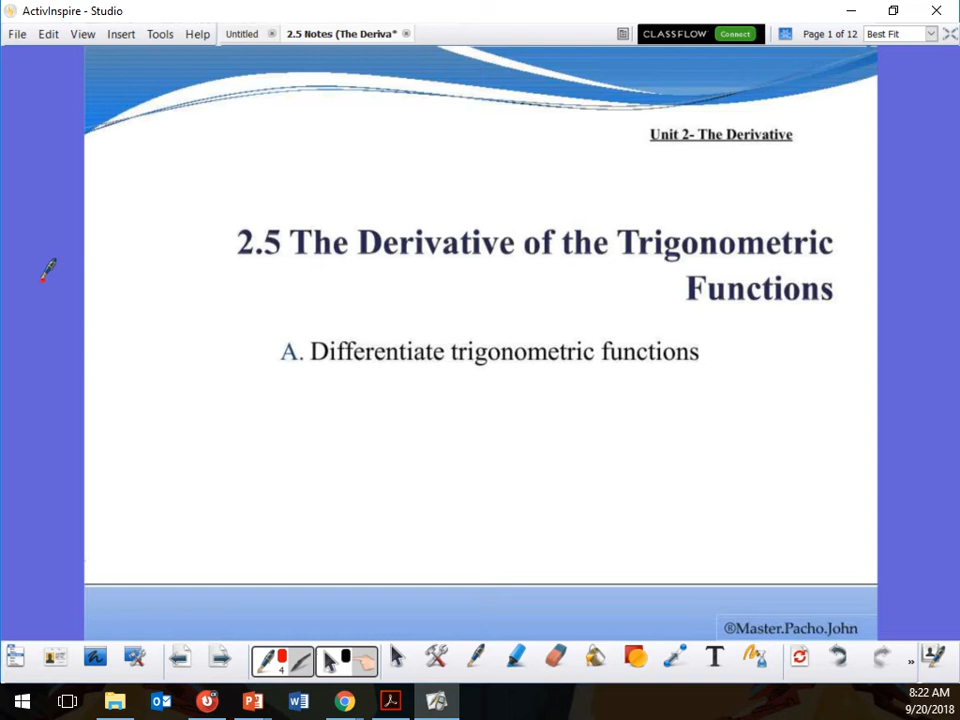 ActivInspire - Studio
File Edit View Insert Tools Help Untitled 2.5 Notes (The Deriva* CLASSFLOW Connect Page 1 of 12 Best Fit
Unit 2- The Derivative
2.5 The Derivative of the Trigonometric
Functions
A. Differentiate trigonometric functions
®Master.Pacho.John
4 T »
8:22 AM
9/20/2018